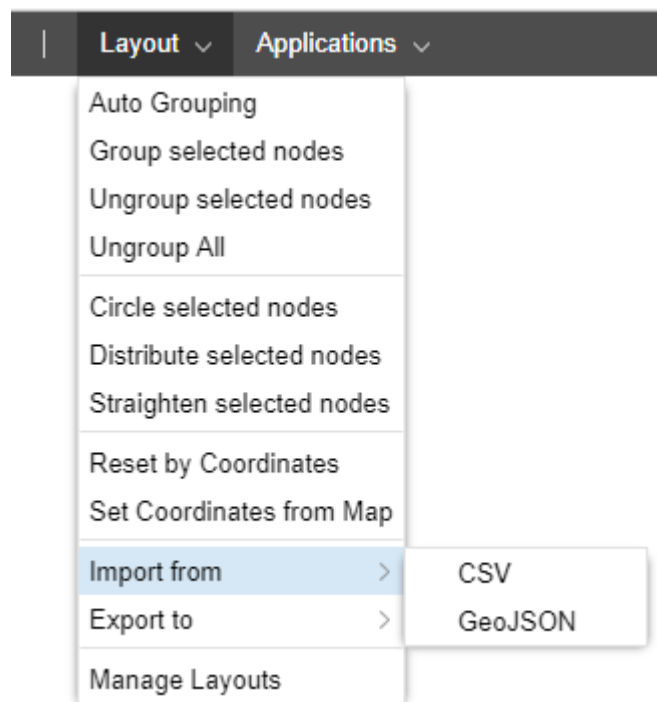 Layout Applications
Auto Grouping
Group selected nodes
Ungroup selected nodes
Ungroup All
Circle selected nodes
Distribute selected nodes
Straighten selected nodes
Reset by Coordinates
Set Coordinates from Map
Import from
CSV
Export to
GeoJSON
Manage Layouts